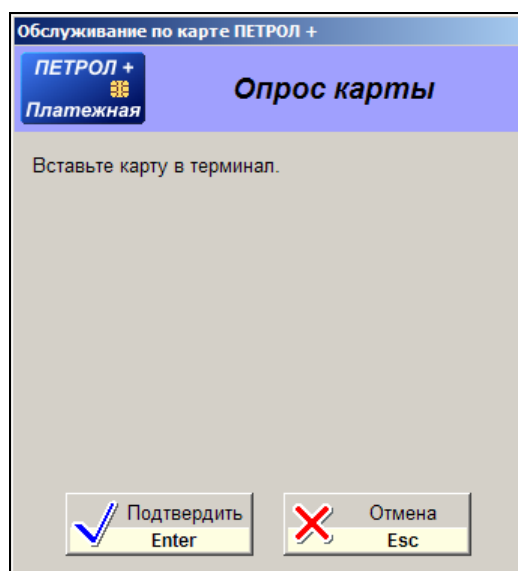 Обслуживание по карте ПЕТРОЛ +
ПЕТРОЛ +
Платежная
Опрос карты
Вставьте карту в терминал.
Подтвердить
Enter
Отмена
Esc